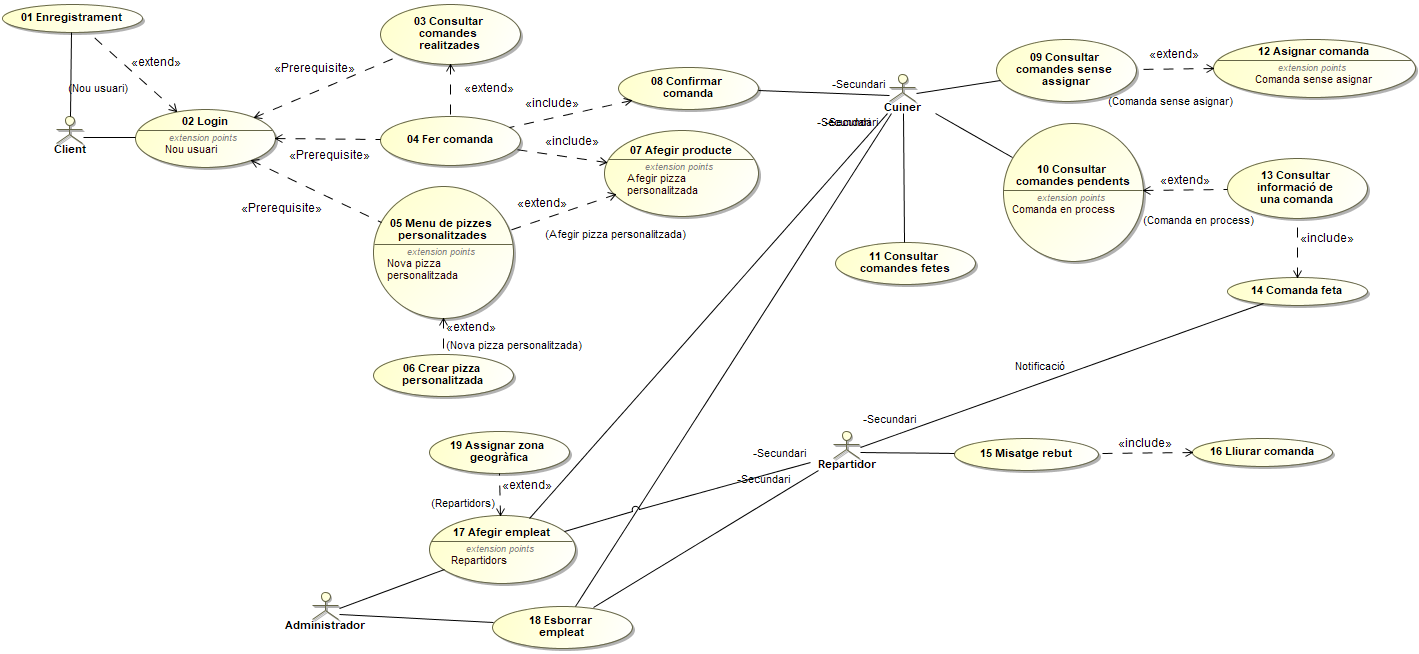 01 Enregistrament
«extend»
(Nou usuari)
Client
02 Login
extension points
Nou usuari
«Prerequisite»
«Prerequisite»
«Prerequisite»
03 Consultar
comandes
realitzades
«extend»
04 Fer comanda
«include»
«include»
08 Confirmar
comanda
07 Afegir producte
extension points
Afegir pizza
personalitzada
05 Menu de pizzes
personalitzades
extension points
Nova pizza
personalitzada
«extend»
(Afegir pizza personalitzada)
«extend»
(Nova pizza personalitzada)
06 Crear pizza
personalitzada
-Secundari
Cuiner
-Secundari
-Secundari
09 Consultar
comandes sense
assignar
«extend»
(Comanda sense asignar)
12 Asignar comanda
extension points
Comanda sense asignar
10 Consultar
comandes pendents
extension points
Comanda en process
«extend»
(Comanda en process)
13 Consultar
informació de
una comanda
«include»
11 Consultar
comandes fetes
14 Comanda feta
Notificació
-Secundari
Repartidor
-Secundari
-Secundari
15 Misatge rebut
«include»
16 Lliurar comanda
19 Assignar zona
geogràfica
«extend»
(Repartidors)
17 Afegir empleat
extension points
Repartidors
Administrador
18 Esborrar
empleat